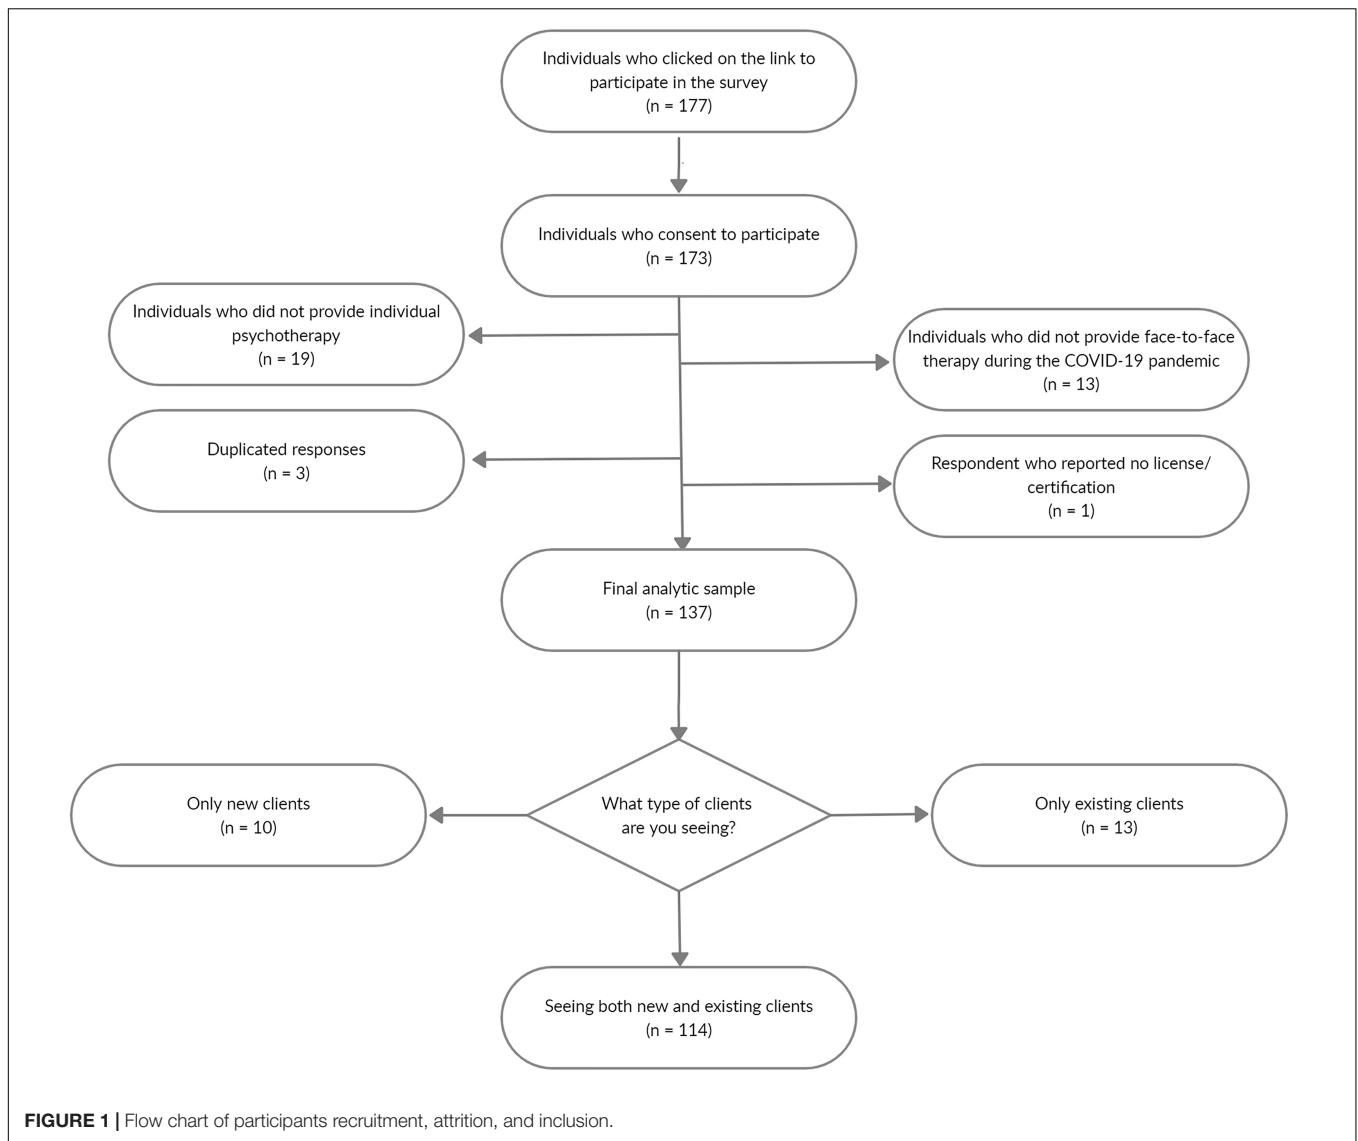 Individuals who clicked on the link to
participate in the survey
(n = 177)
Individuals who consent to participate
(n = 173)
Individuals who did not provide individual
psychotherapy
(n = 19)
Individuals who did not provide face-to-face
therapy during the COVID-19 pandemic
(n = 13)
Duplicated responses
(n = 3)
Respondent who reported no license/
certification
(n = 1)
Final analytic sample
(n = 137)
Only new clients
(n = 10)
What type of clients
are you seeing?
Only existing clients
(n = 13)
Seeing both new and existing clients
(n = 114)
FIGURE 1 | Flow chart of participants recruitment, attrition, and inclusion.